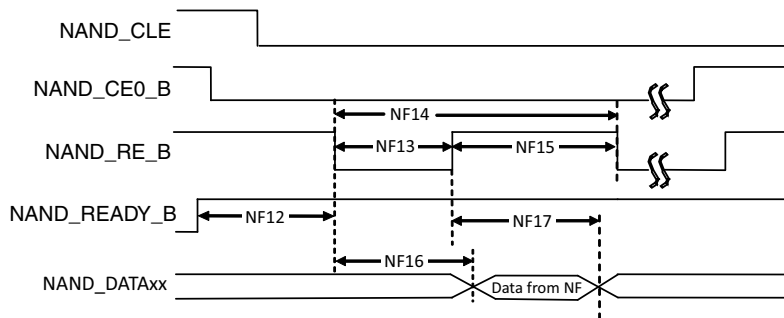 NAND_CLE
NAND_CE0_B
NF14
NAND_RE_B
NF13
NF15
NAND_READY_B
NF12
NF17
NF16
NAND_DATAxx
Data from NF